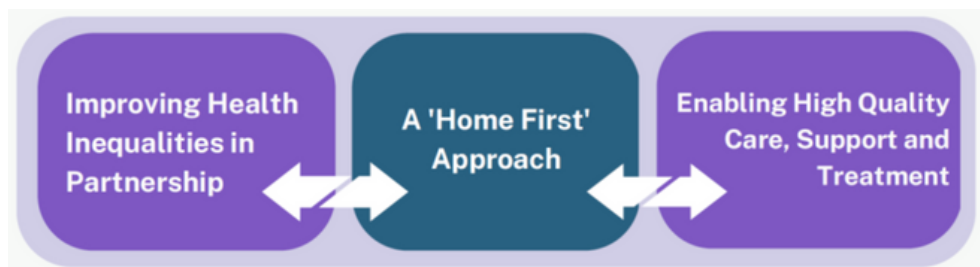 Improving Health
Inequalities in
Partnership
A 'Home First'
Approach
Enabling High Quality
Care, Support and
Treatment